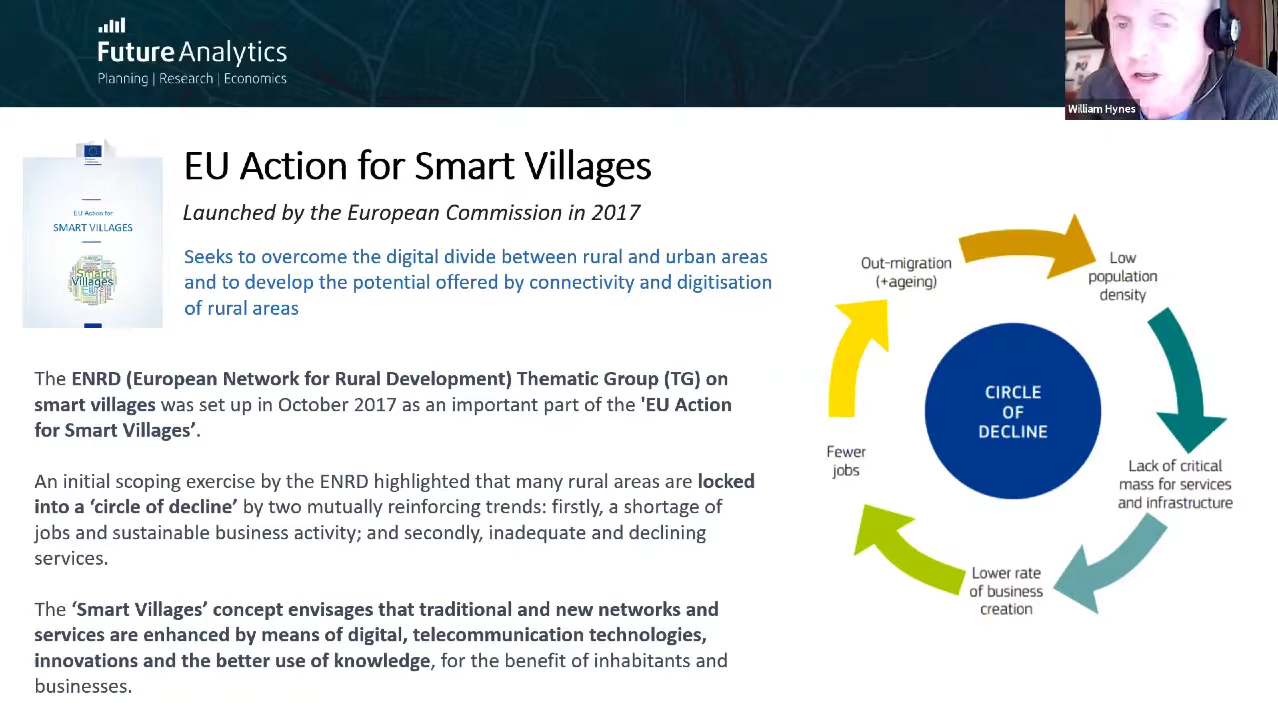 FutureAnalytics
Planning | Research | Economics
William Hynes
EU Action for
SMART VILLAGES
Smart
Villages
EU Action for Smart Villages
Launched by the European Commission in 2017
Seeks to overcome the digital divide between rural and urban areas
and to develop the potential offered by connectivity and digitisation
of rural areas
The ENRD (European Network for Rural Development) Thematic Group (TG) on
smart villages was set up in October 2017 as an important part of the 'EU Action
for Smart Villages’.
An initial scoping exercise by the ENRD highlighted that many rural areas are locked
into a ‘circle of decline’ by two mutually reinforcing trends: firstly, a shortage of
jobs and sustainable business activity; and secondly, inadequate and declining
services.
The ‘Smart Villages’ concept envisages that traditional and new networks and
services are enhanced by means of digital, telecommunication technologies,
innovations and the better use of knowledge, for the benefit of inhabitants and
businesses.
Out-migration
(+ageing)
Low
population
density
CIRCLE
OF
DECLINE
Lack of critical
mass for services
and infrastructure
Lower rate
of business
creation
Fewer
jobs